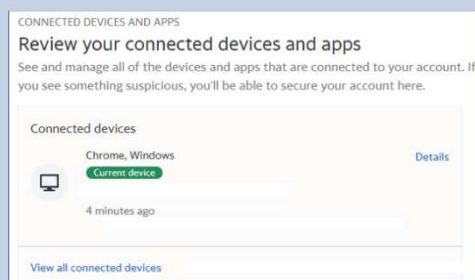 CONNECTED DEVICES AND APPS
Review your connected devices and apps
See and manage all of the devices and apps that are connected to your account. If
you see something suspicious, you'll be able to secure your account here.
Connected devices
Chrome, Windows
Details
Current device
4 minutes ago
View all connected devices